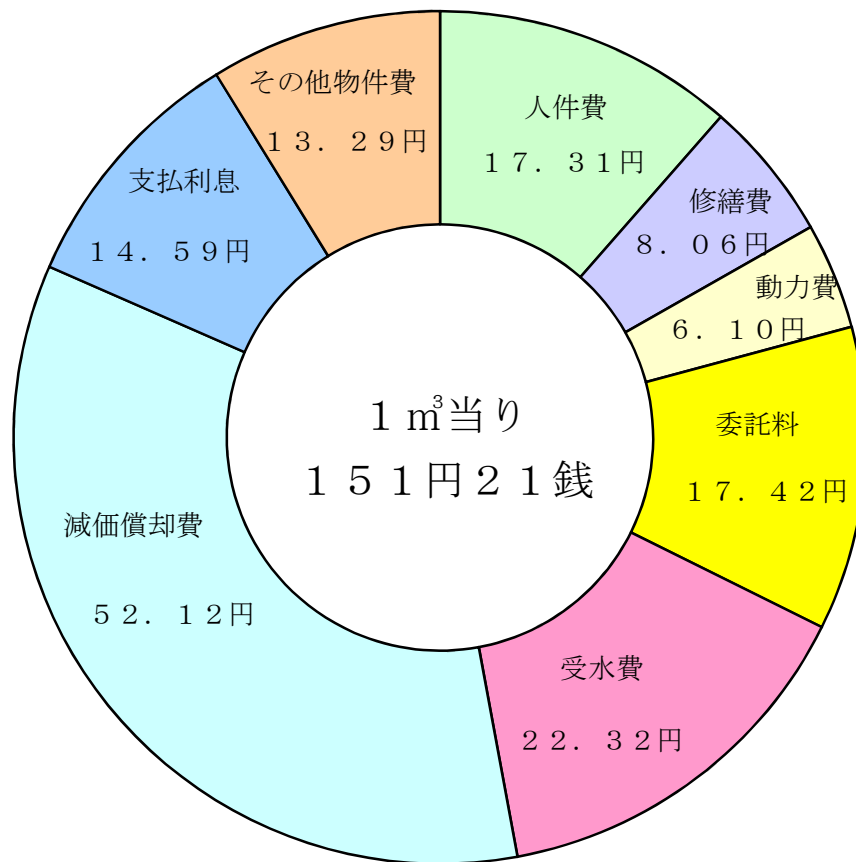 その他物件費
１３．２９円
人件費
１７．３１円
支払利息
１４．５９円
修繕費
８．０６円
動力費
６．１０円
１㎥当り
１５１円２１銭
委託料
１７．４２円
減価償却費
５２．１２円
受水費
２２．３２円